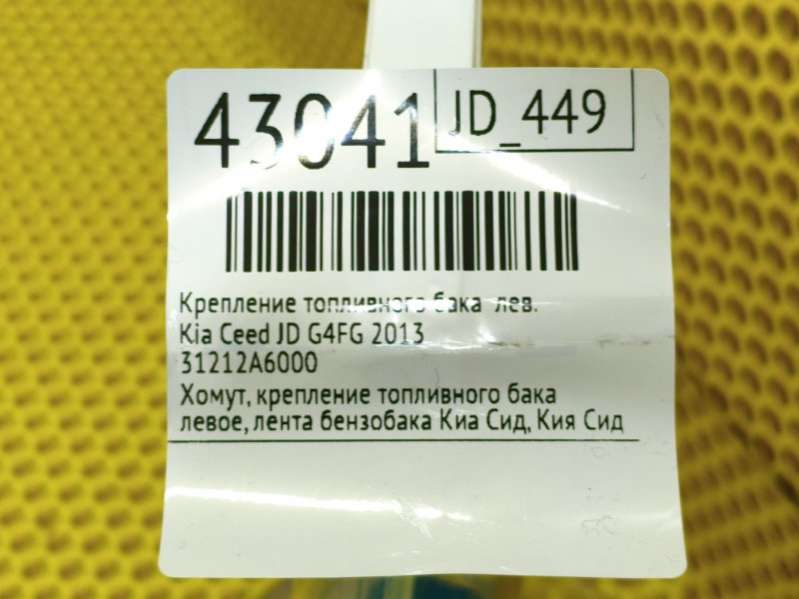 43041 JD_449
Крепление топливного бака лев.
Kia Ceed JD G4FG 2013
31212A6000
Хомут, крепление топливного бака
левое, лента бензобака Киа Сид, Кия Сид